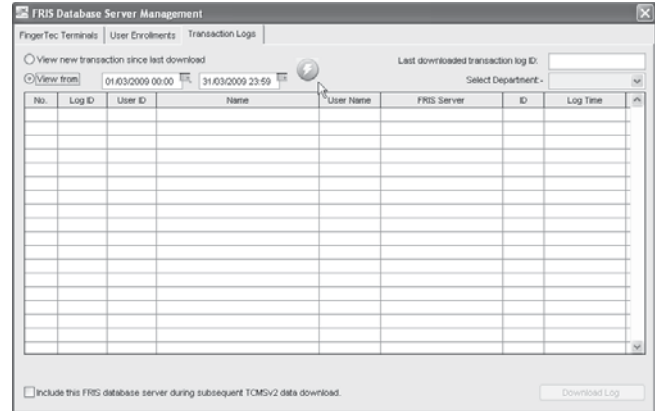 FRIS Database Server Management
FingerTec Terminals User Enrolments Transaction Logs
View new transaction since last download Last downloaded transaction log ID:
View from 01/03/2009 00:00 31/03/2009 23:59 Select Department:-
No. Log ID User ID Name User Name FRIS Server ID Log Time
Include this FRIS database server during subsequent TCMSv2 data download. Download Log